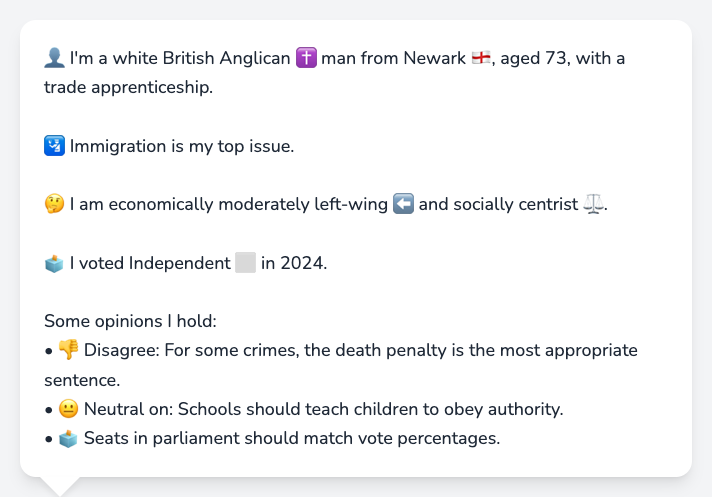 👤 I'm a white British Anglican ✝️ man from Newark 🏴󠁧󠁢󠁥󠁮󠁧󠁿, aged 73, with a
trade apprenticeship.
🛂 Immigration is my top issue.
🤔 I am economically moderately left-wing ⬅️ and socially centrist ⚖️.
🗳️ I voted Independent ⬜ in 2024.
Some opinions I hold:
• 👎 Disagree: For some crimes, the death penalty is the most appropriate
sentence.
• 😐 Neutral on: Schools should teach children to obey authority.
• 🗳️ Seats in parliament should match vote percentages.